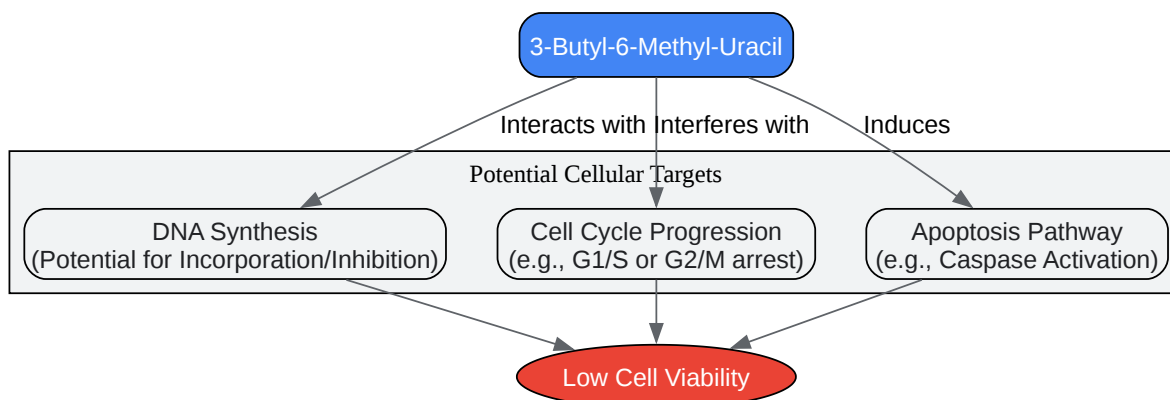 3-Butyl-6-Methyl-Uracil
Interacts with
Interferes with
Induces
Potential Cellular Targets
DNA Synthesis
(Potential for Incorporation/Inhibition)
Cell Cycle Progression
(e.g., G1/S or G2/M arrest)
Apoptosis Pathway
(e.g., Caspase Activation)
Low Cell Viability